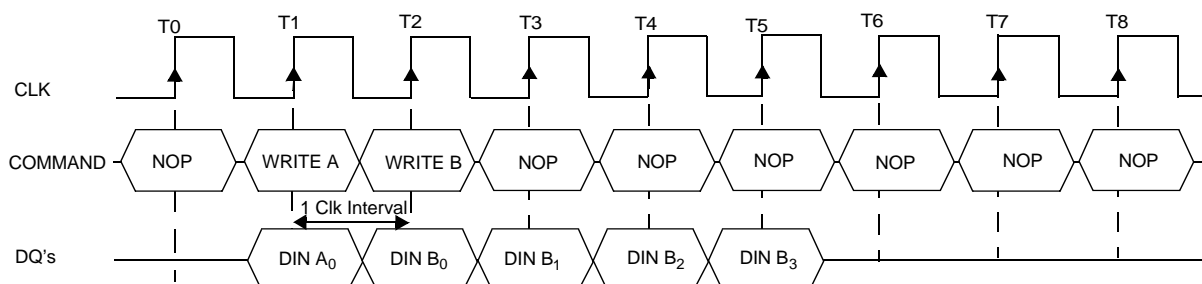 T0 T1 T2 T3 T4 T5 T6 T7 T8
CLK
COMMAND NOP WRITE A WRITE B NOP NOP NOP NOP NOP NOP
1 Clk Interval
DQ's DIN A0 DIN B0 DIN B1 DIN B2 DIN B3